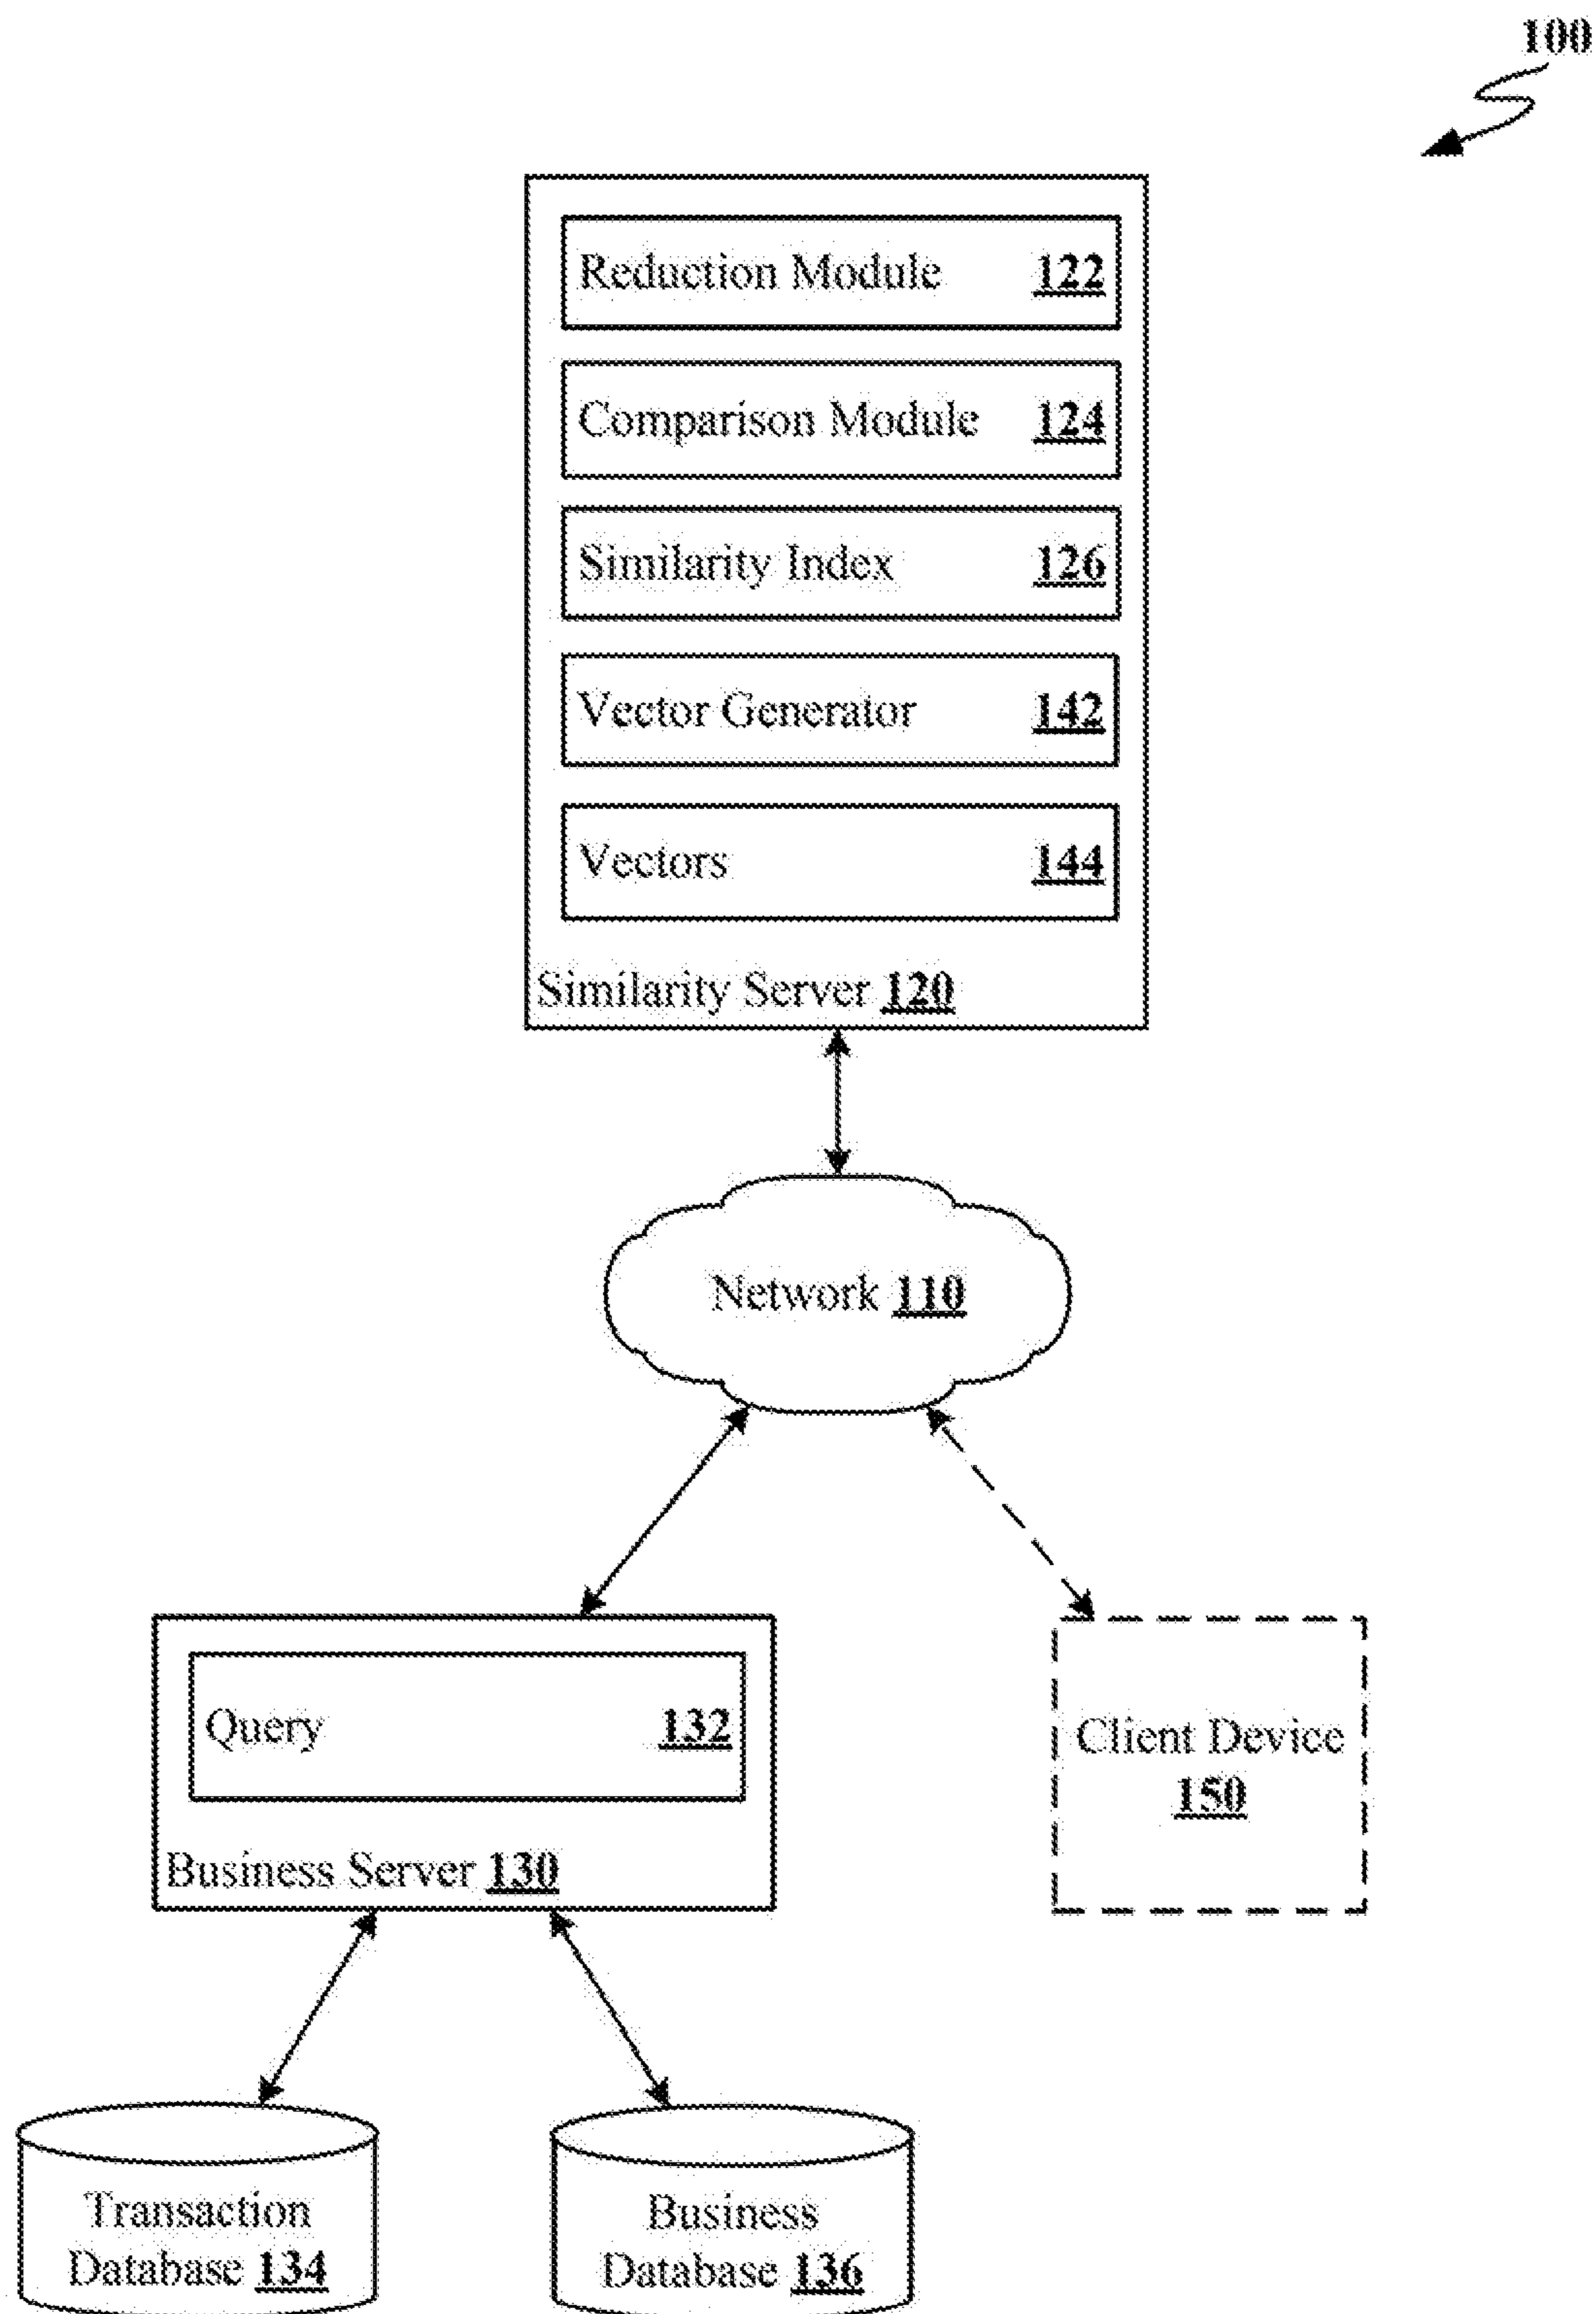 100
Reduction Module 122
Comparison Module 124
Similarity Index 126
Vector Generator 142
Vectors 144
Similarity Server 120
Network 110
Query 132
Business Server 130
Client Device
150
Transaction
Database 134
Business
Database 136